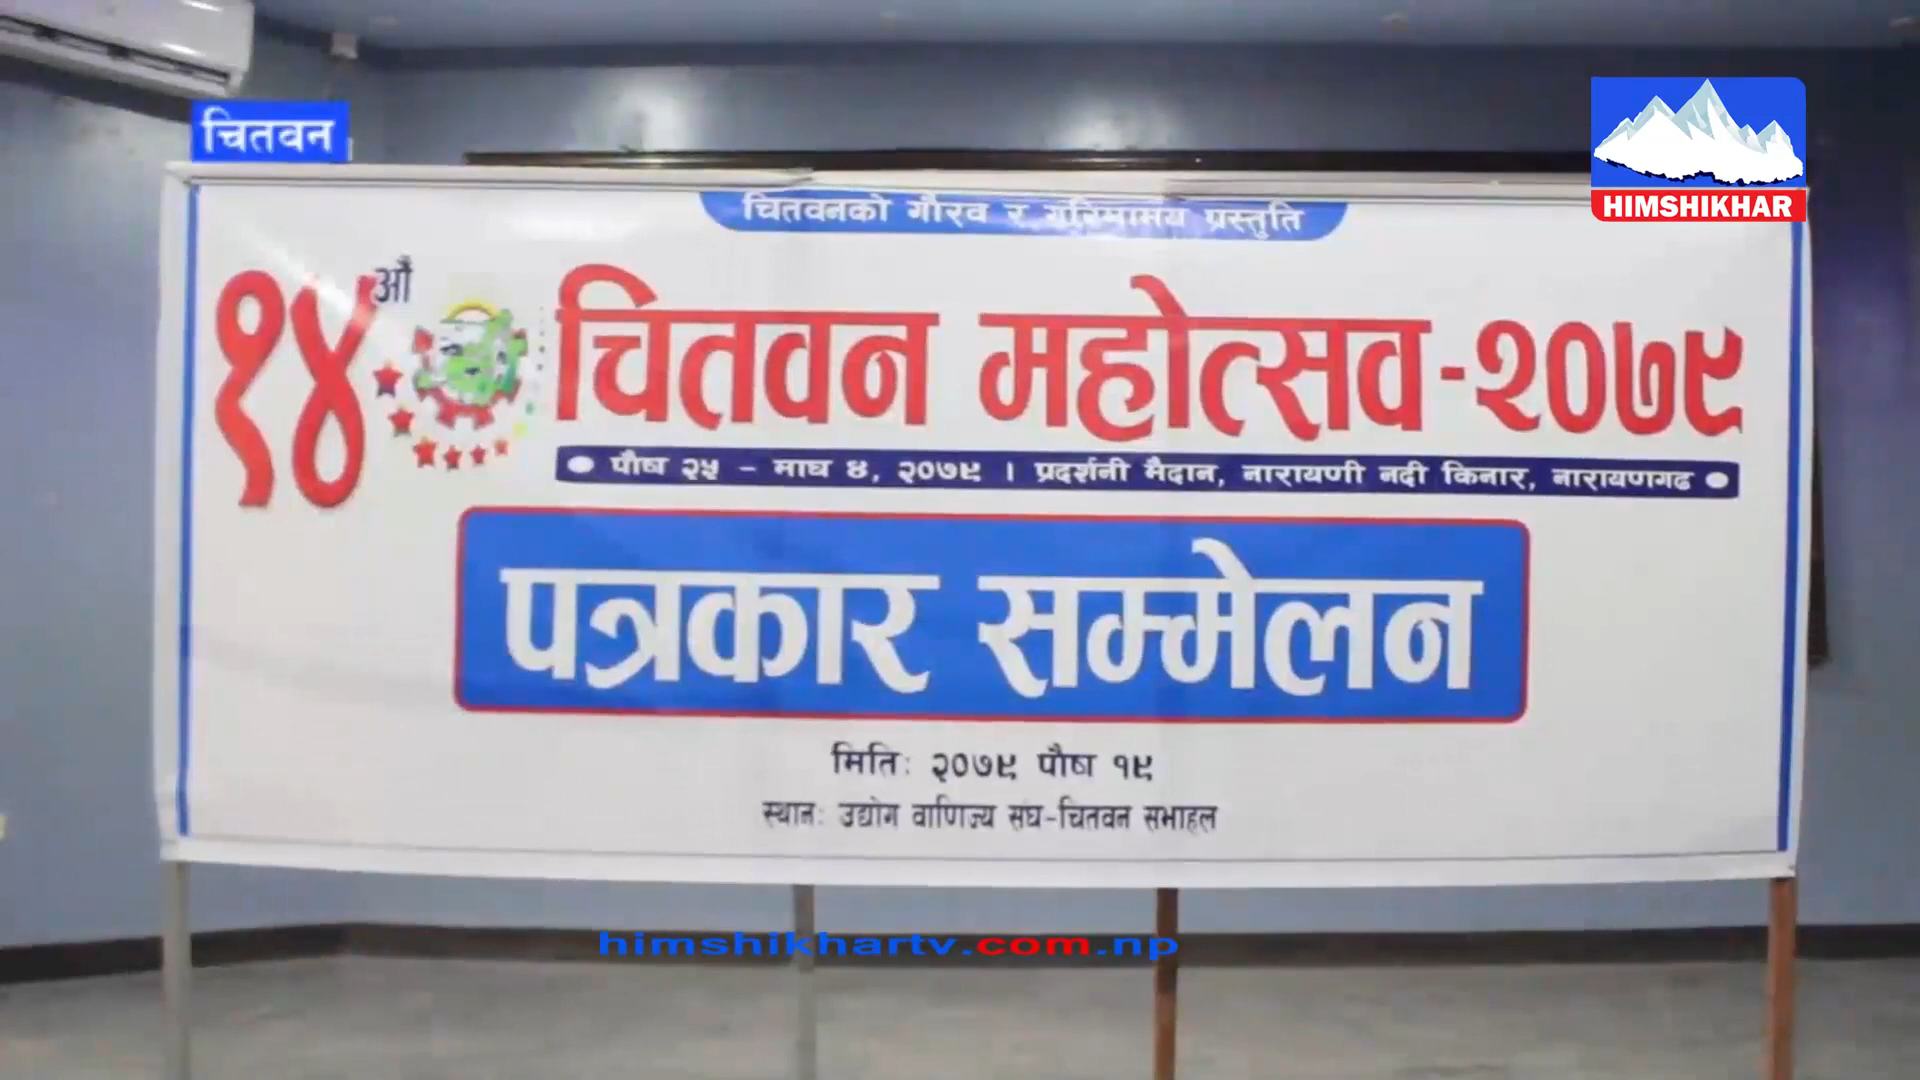 चितवन
HIMSHIKHAR
चितवनको गौरव र गरिमामय प्रस्तुति
१४औं
चितवन महोत्सव-२०७९
पौष २५ - माघ ४, २०७९ । प्रदर्शनी मैदान, नारायणी नदी किनार, नारायणगढ
पत्रकार सम्मेलन
मिति: २०७९ पौष १९
स्थान: उद्योग वाणिज्य संघ-चितवन सभाहल
himshikhartv.com.np